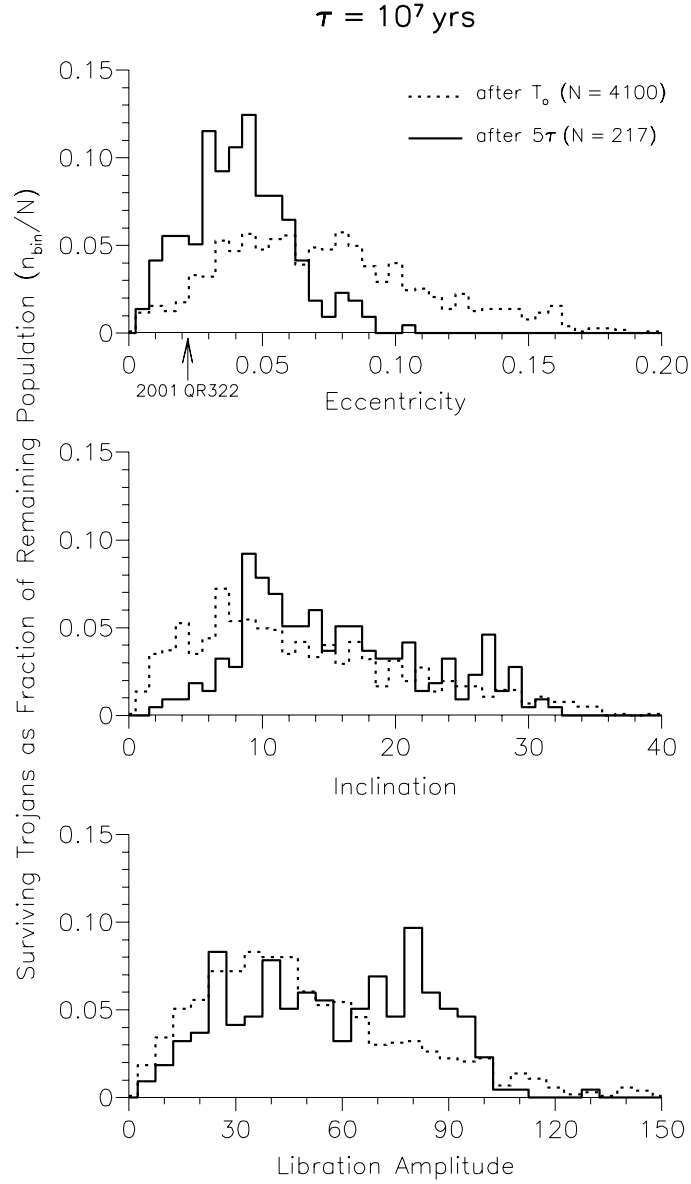 τ = 10⁷ yrs
Surviving Trojans as Fraction of Remaining Population (n_bin/N)
0.15
0.10
0.05
0
after T₀ (N = 4100)
after 5τ (N = 217)
0 0.05 0.10 0.15 0.20
2001 QR322
Eccentricity
0.15
0.10
0.05
0
0 10 20 30 40
Inclination
0.15
0.10
0.05
0
0 30 60 90 120 150
Libration Amplitude